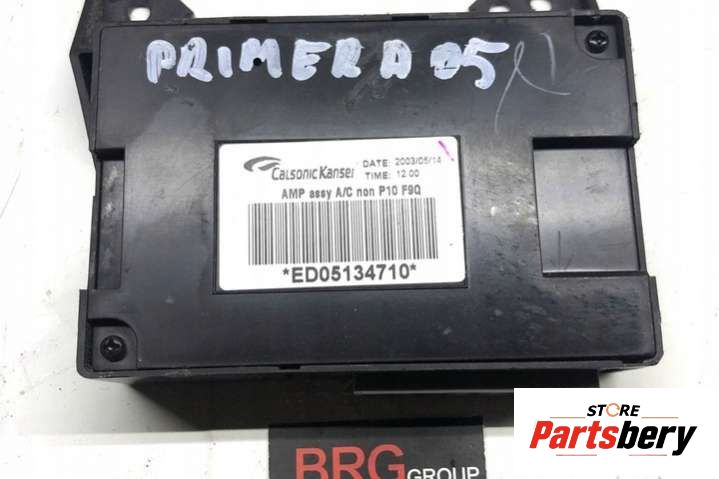 PRIMERA 05
Calsonic Kansei
DATE: 2003/05/14
TIME: 12.00
AMP assy A/C non P10 F9Q
*ED05134710*
STORE
Partsbery
BRG GROUP